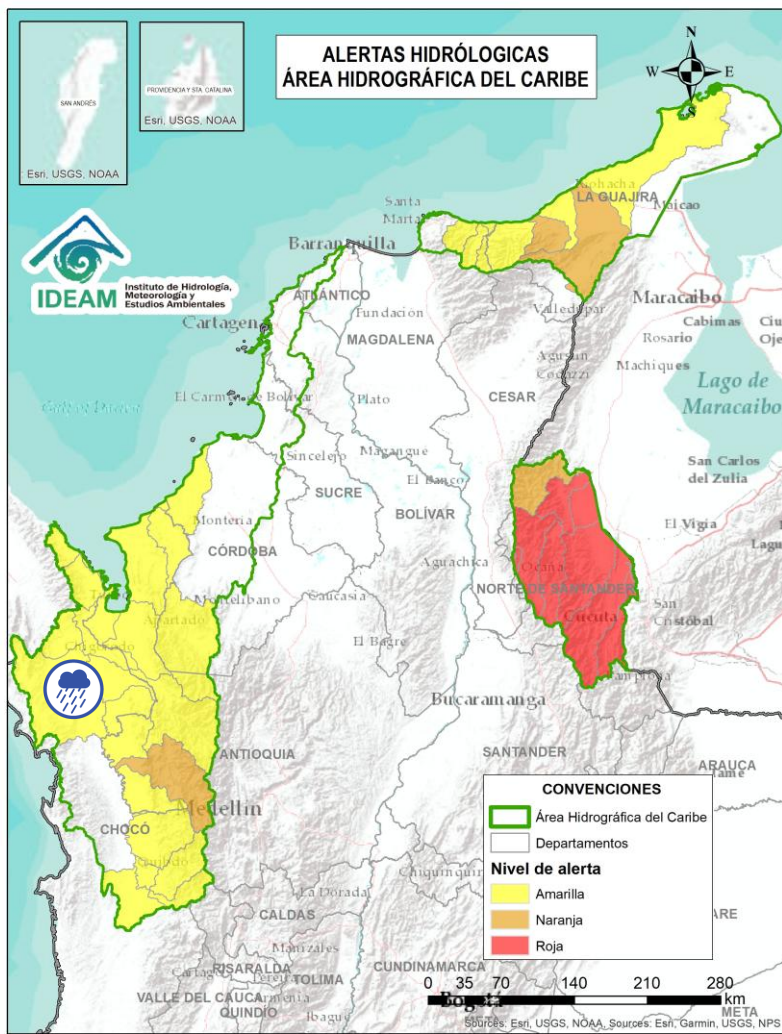 ALERTAS HIDRÓLOGICAS
ÁREA HIDROGRÁFICA DEL CARIBE
N
W
E
S
SAN ANDRÉS
Esri, USGS, NOAA
PROVIDENCIA Y STA. CATALINA
Esri, USGS, NOAA
IDEAM
Instituto de Hidrología,
Meteorología y
Estudios Ambientales
Santa
Marta
LA GUAJIRA
Maicao
Barranquilla
ATLÁNTICO
Fundación
Valledupar
Maracaibo
Cabimas
Rosario
MAGDALENA
Agustín
Codazzi
Machiques
El Carmen de Bolívar
Plato
CESAR
Lago de
Maracaibo
Sincelejo
Magangue
SUCRE
El Banco
San Carlos
del Zulia
Montería
BOLÍVAR
El Vigía
CÓRDOBA
Aguachica
Ocaña
NORTE DE SANTANDER
Montelíbano
Caucasia
Apartadó
Cúcuta
San
Cristóbal
El Bagre
Bucaramanga
ANTIOQUIA
SANTANDER
ARAUCA
Medellín
CHOCÓ
Quibdó
La Dorada
CALDAS
Manizales
RISARALDA
TOLIMA
CUNDINAMARCA
VALLE DEL CAUCA
Armenia
QUINDÍO
Ibague
Bogotá
META
META
CONVENCIONES
Área Hidrográfica del Caribe
Departamentos
Nivel de alerta
Amarilla
Naranja
Roja
0 35 70 140 210 280
km
Sources: Esri, USGS, NOAA, Sources: Esri, Garmin, USGS, NPS